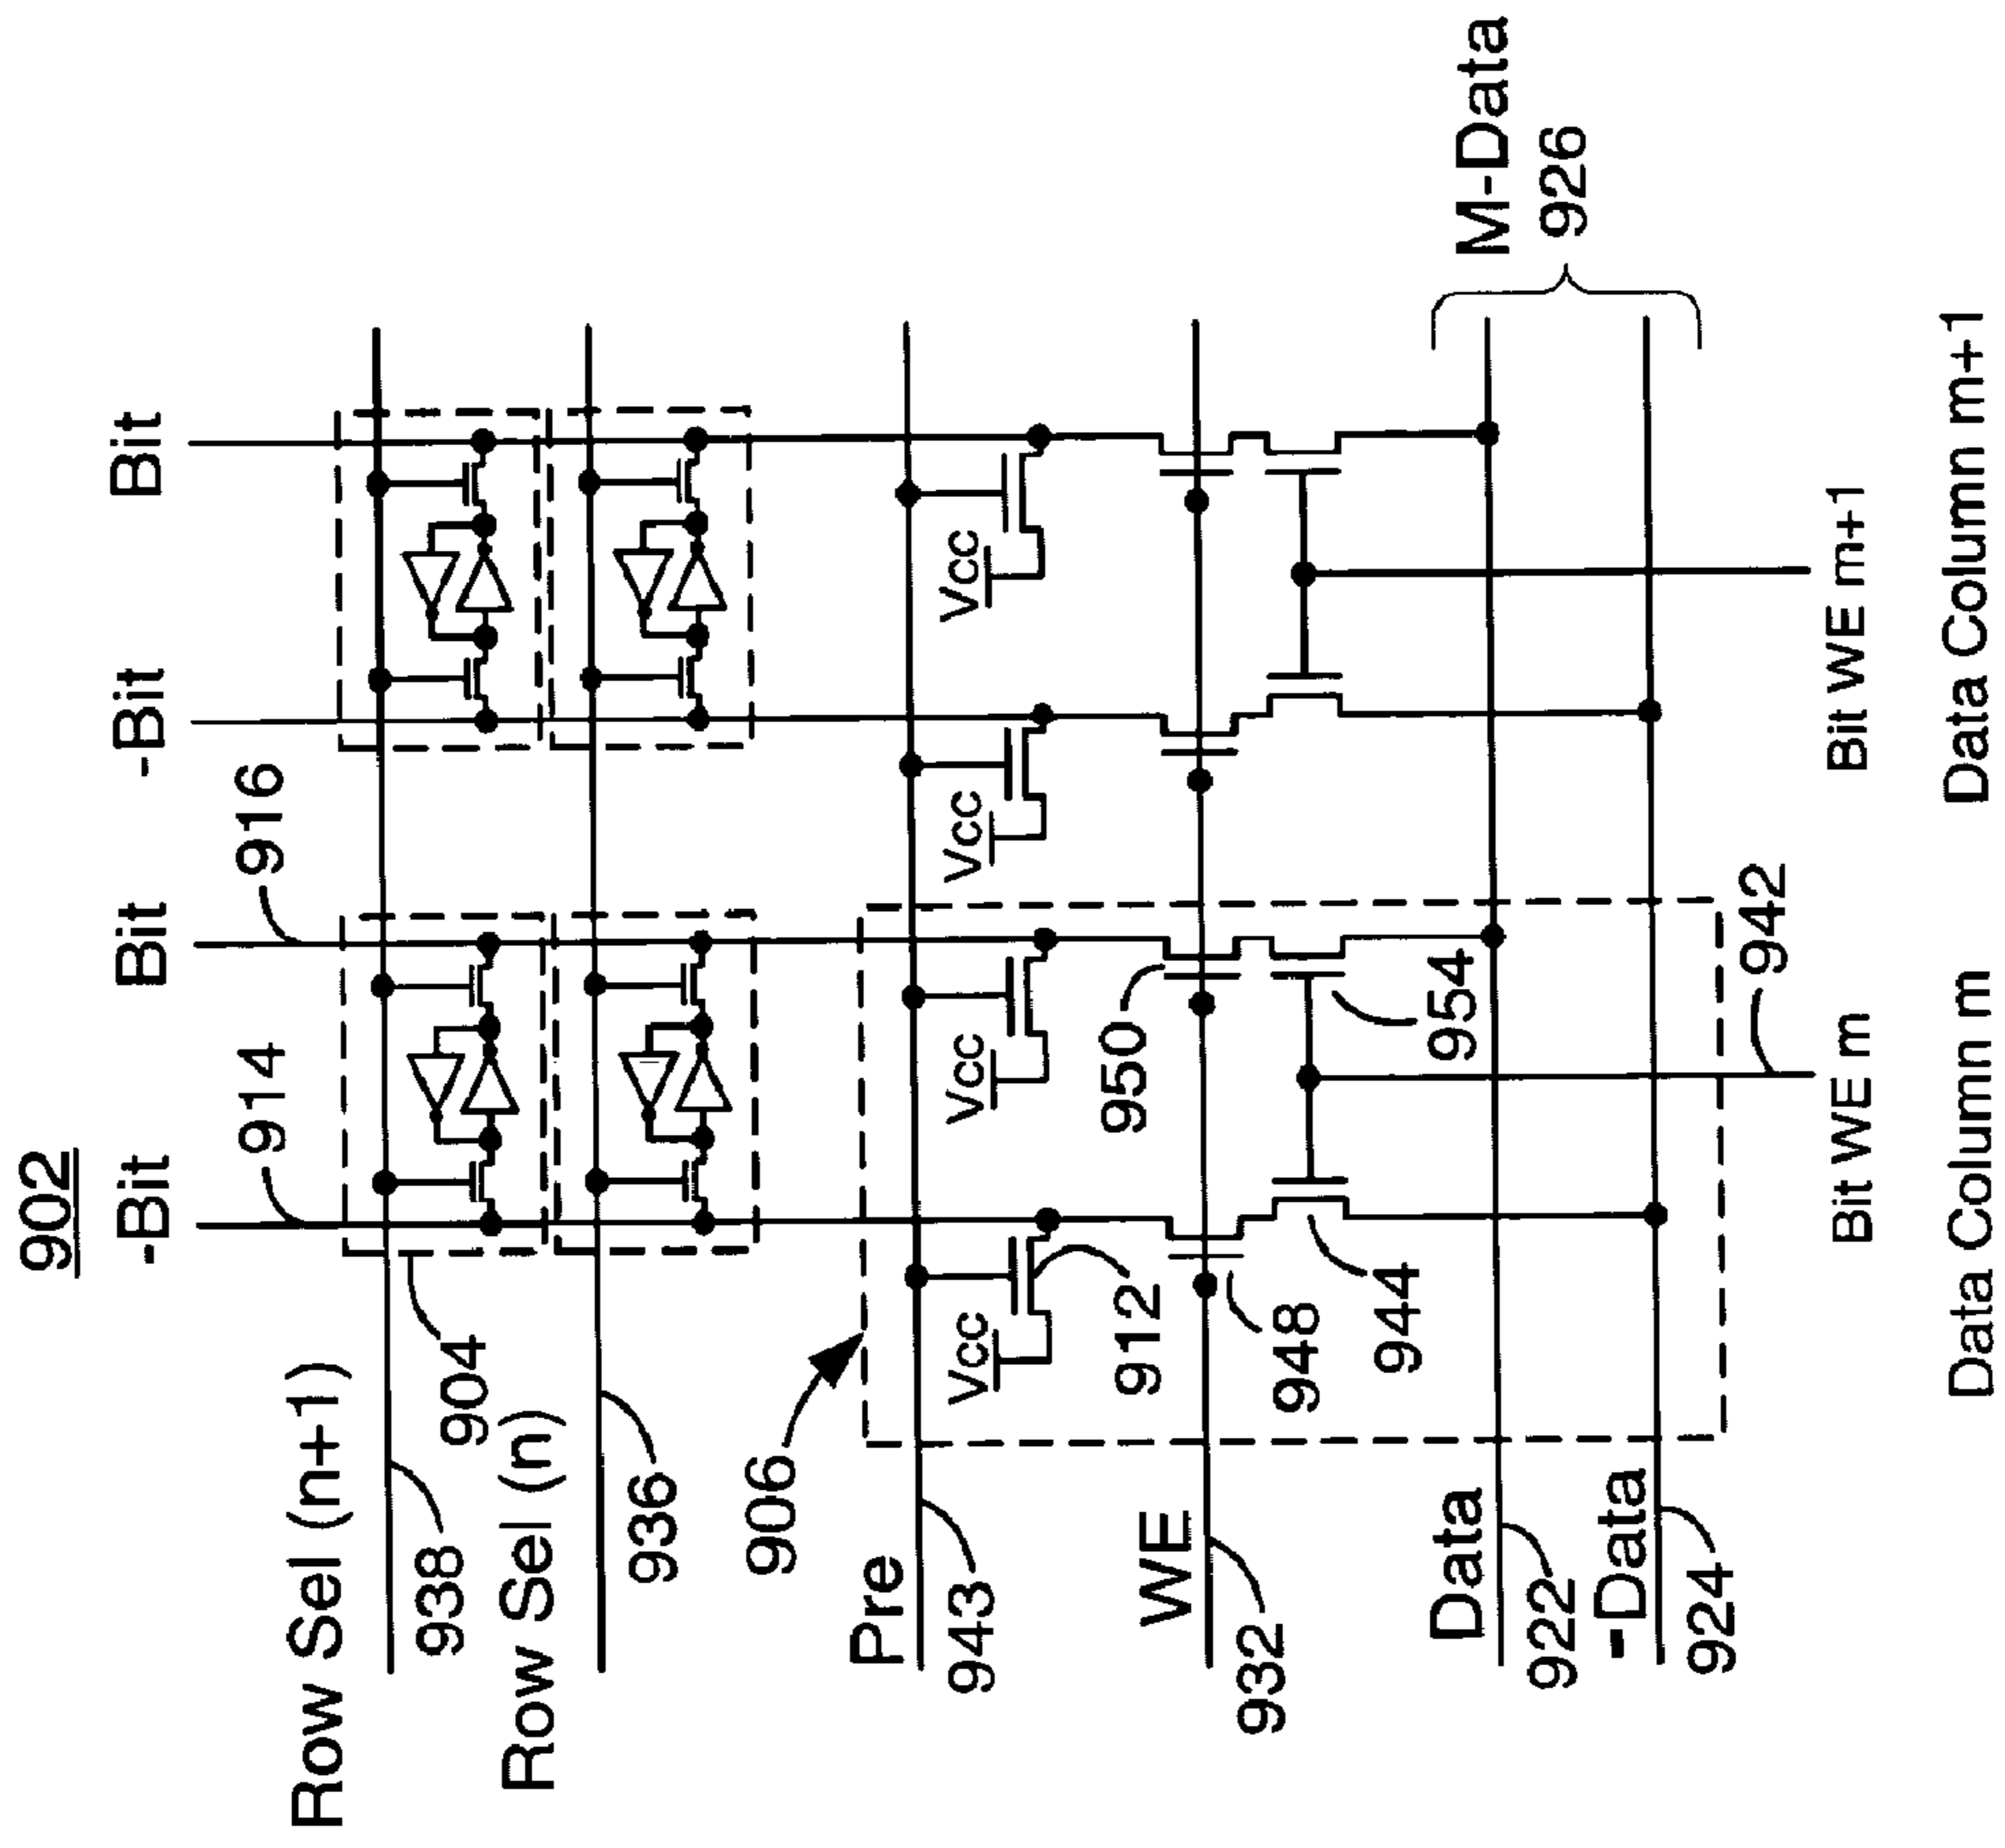 902
-Bit
914
Bit
916
-Bit
Bit
Row Sel (n+1)
938
904
Row Sel (n)
936
906
Pre
943
Vcc
912
Vcc
Vcc
Vcc
WE
932
948
950
944
954
Data
922
-Data
924
M-Data
926
Bit WE m
942
Bit WE m+1
Data Column m
Data Column m+1